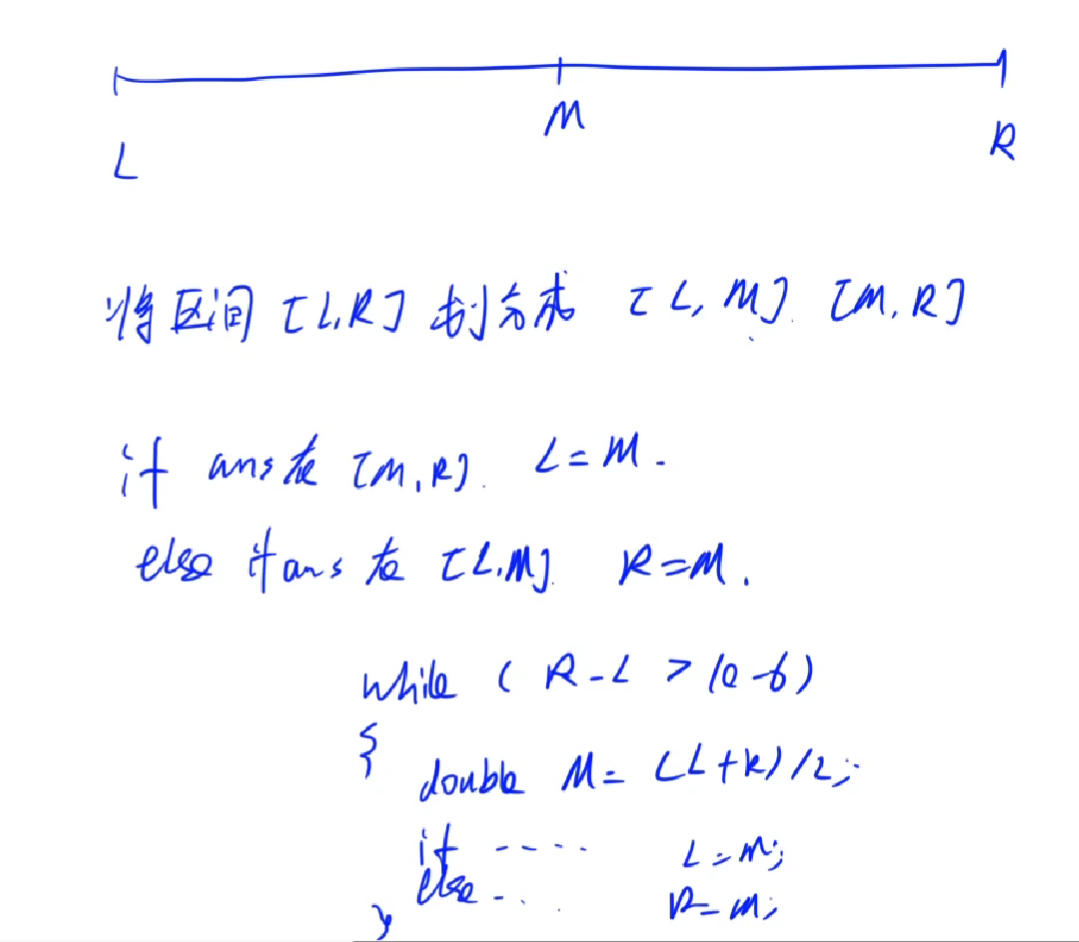 M
L R
将区间 [L,R] 划分成 [L, M]. [M, R]
if ans在 [M, R]. L=M.
else if ans 在 [L,M]. R=M.
while ( R-L > 1e-6)
{
double M= (L+R)/2;
if ---- L=M;
else -.. R=M;
}